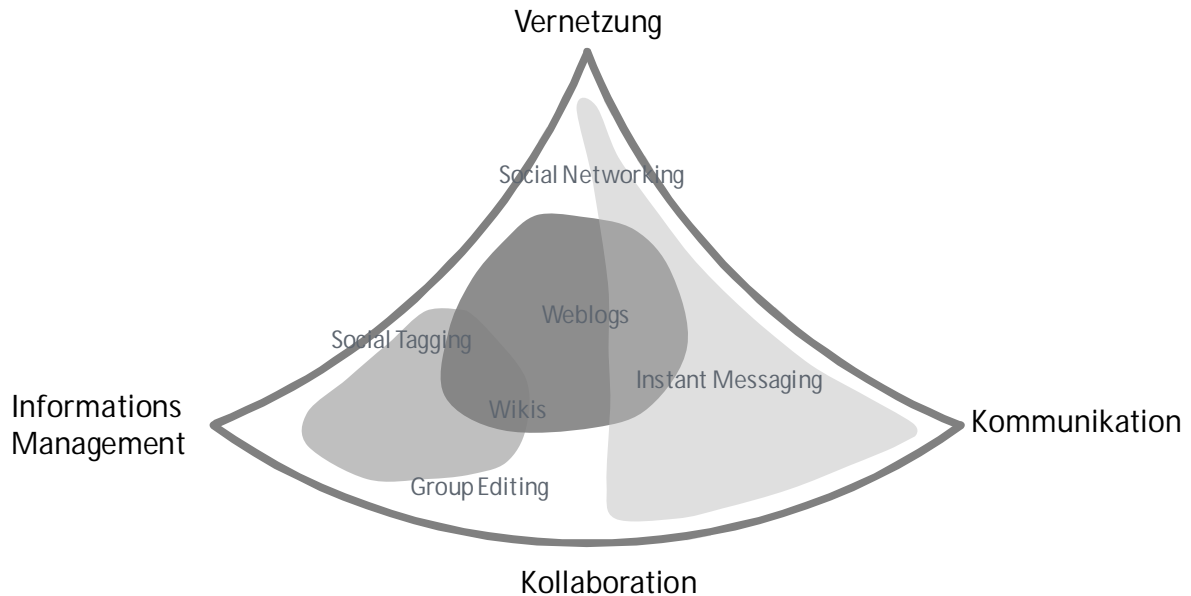 Vernetzung
Social Networking
Weblogs
Social Tagging
Instant Messaging
Informations
Management
Wikis
Kommunikation
Group Editing
Kollaboration